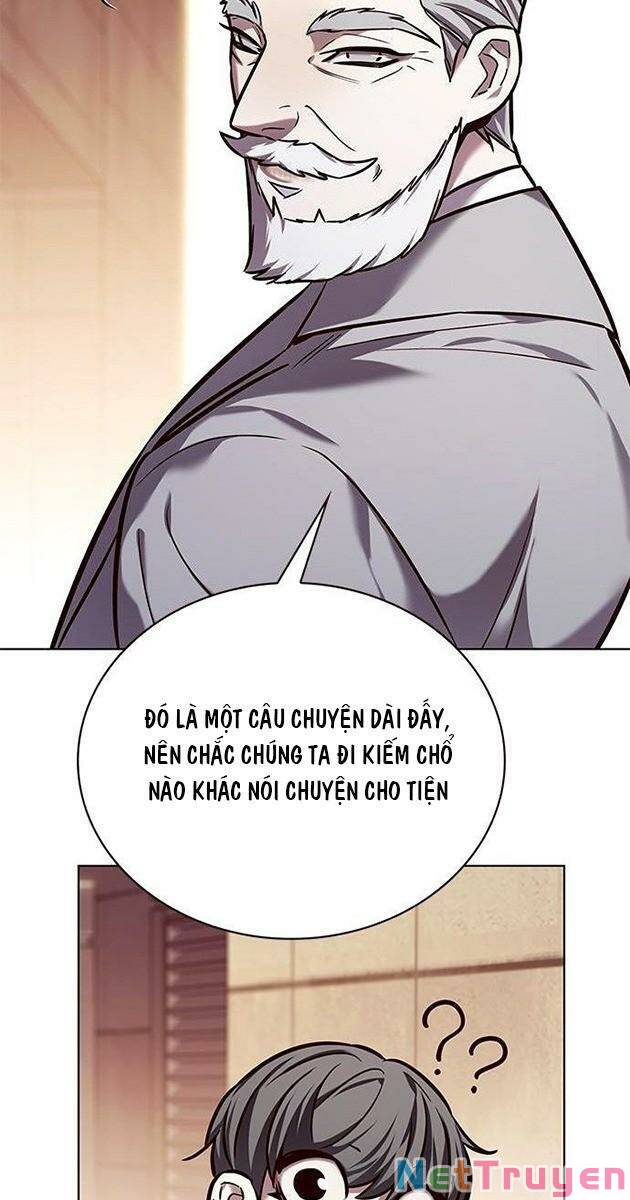 ĐÓ LÀ MỘT CÂU CHUYỆN DÀI ĐẤY,
NÊN CHẮC CHÚNG TA ĐI KIẾM CHỔ
NÀO KHÁC NÓI CHUYỆN CHO TIỆN
??
NetTruyen